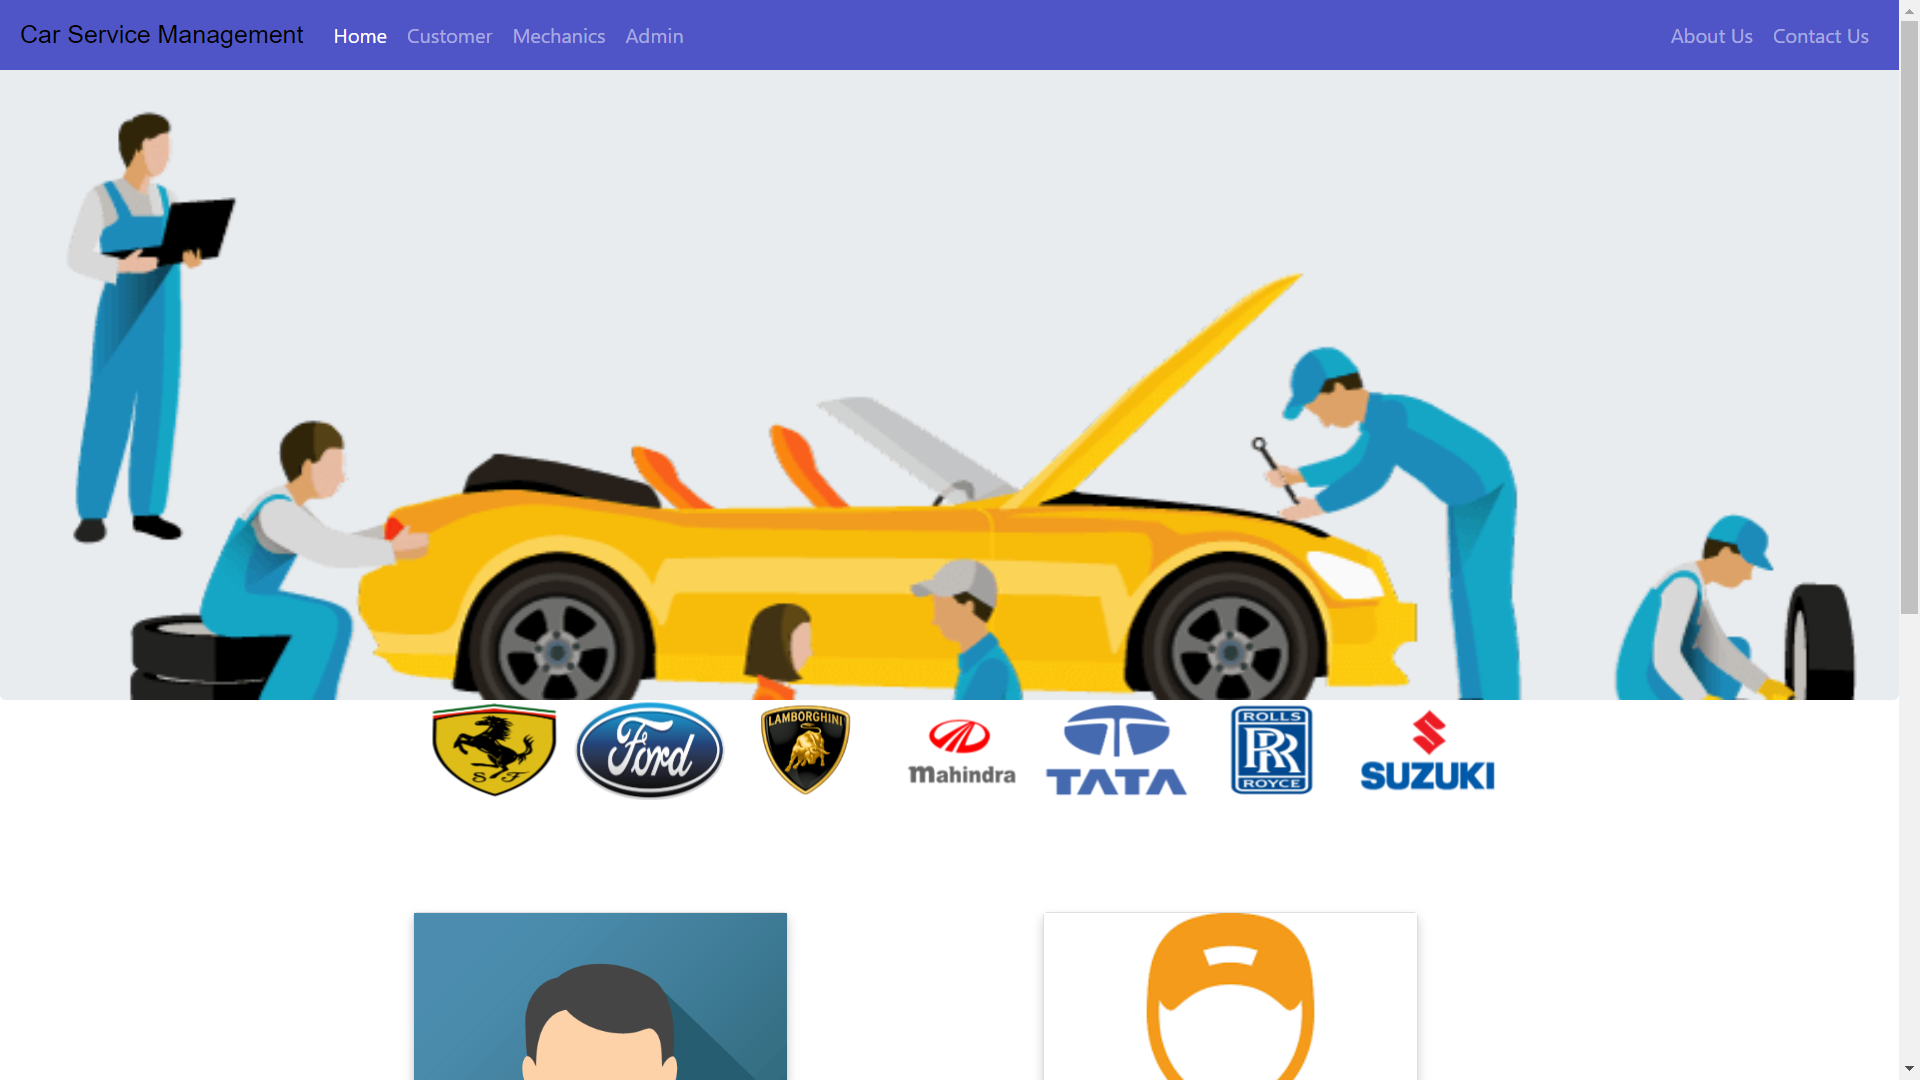 Car Service Management Home Customer Mechanics Admin About Us Contact Us
S F
Ford
LAMBORGHINI
mahindra
TATA
ROLLS
RR
ROYCE
SUZUKI